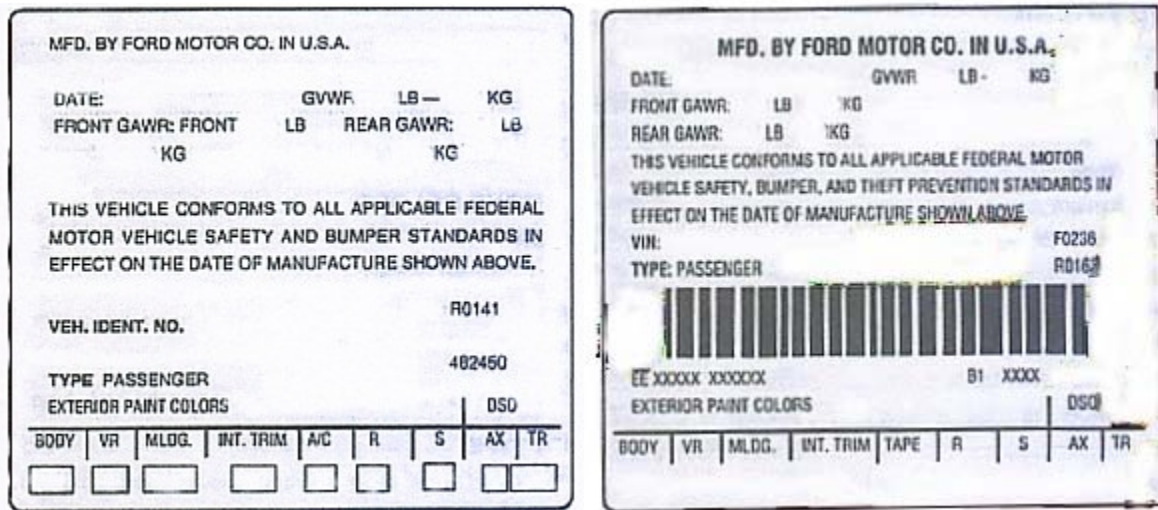 MFD. BY FORD MOTOR CO. IN U.S.A.
DATE: GVWR LB — KG
FRONT GAWR: FRONT LB REAR GAWR: LB
KG KG
THIS VEHICLE CONFORMS TO ALL APPLICABLE FEDERAL
MOTOR VEHICLE SAFETY AND BUMPER STANDARDS IN
EFFECT ON THE DATE OF MANUFACTURE SHOWN ABOVE.
R0141
VEH. IDENT. NO.
482450
TYPE PASSENGER
EXTERIOR PAINT COLORS DSO
BODY VR MLDG. INT. TRIM A/C R S AX TR
MFD. BY FORD MOTOR CO. IN U.S.A.
DATE: GVWR LB - KG
FRONT GAWR: LB KG
REAR GAWR: LB KG
THIS VEHICLE CONFORMS TO ALL APPLICABLE FEDERAL MOTOR
VEHICLE SAFETY, BUMPER, AND THEFT PREVENTION STANDARDS IN
EFFECT ON THE DATE OF MANUFACTURE SHOWN ABOVE.
VIN: F0236
TYPE: PASSENGER
EE XXXXX XXXXXX B1 XXXX
EXTERIOR PAINT COLORS DSO
BODY VR MLDG. INT. TRIM TAPE R S AX TR